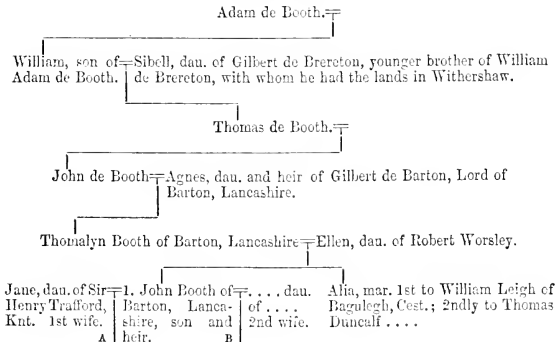 Adam de Booth.
William, son of Sibell, dau. of Gilbert de Brereton, younger brother of William
Adam de Booth. de Brereton, with whom he had the lands in Withershaw.
Thomas de Booth.
John de Booth Agnes, dau. and heir of Gilbert de Barton, Lord of
Barton, Lancashire.
Thomalyn Booth of Barton, Lancashire Ellen, dau. of Robert Worsley.
Jane, dau. of Sir 1. John Booth of .... dau. Alia, mar. 1st to William Leigh of
Henry Trafford, Barton, Lanca- of .... Bagulegh, Cest.; 2ndly to Thomas
Knt. 1st wife. shire, son and 2nd wife. Duncalf ....
A heir. B